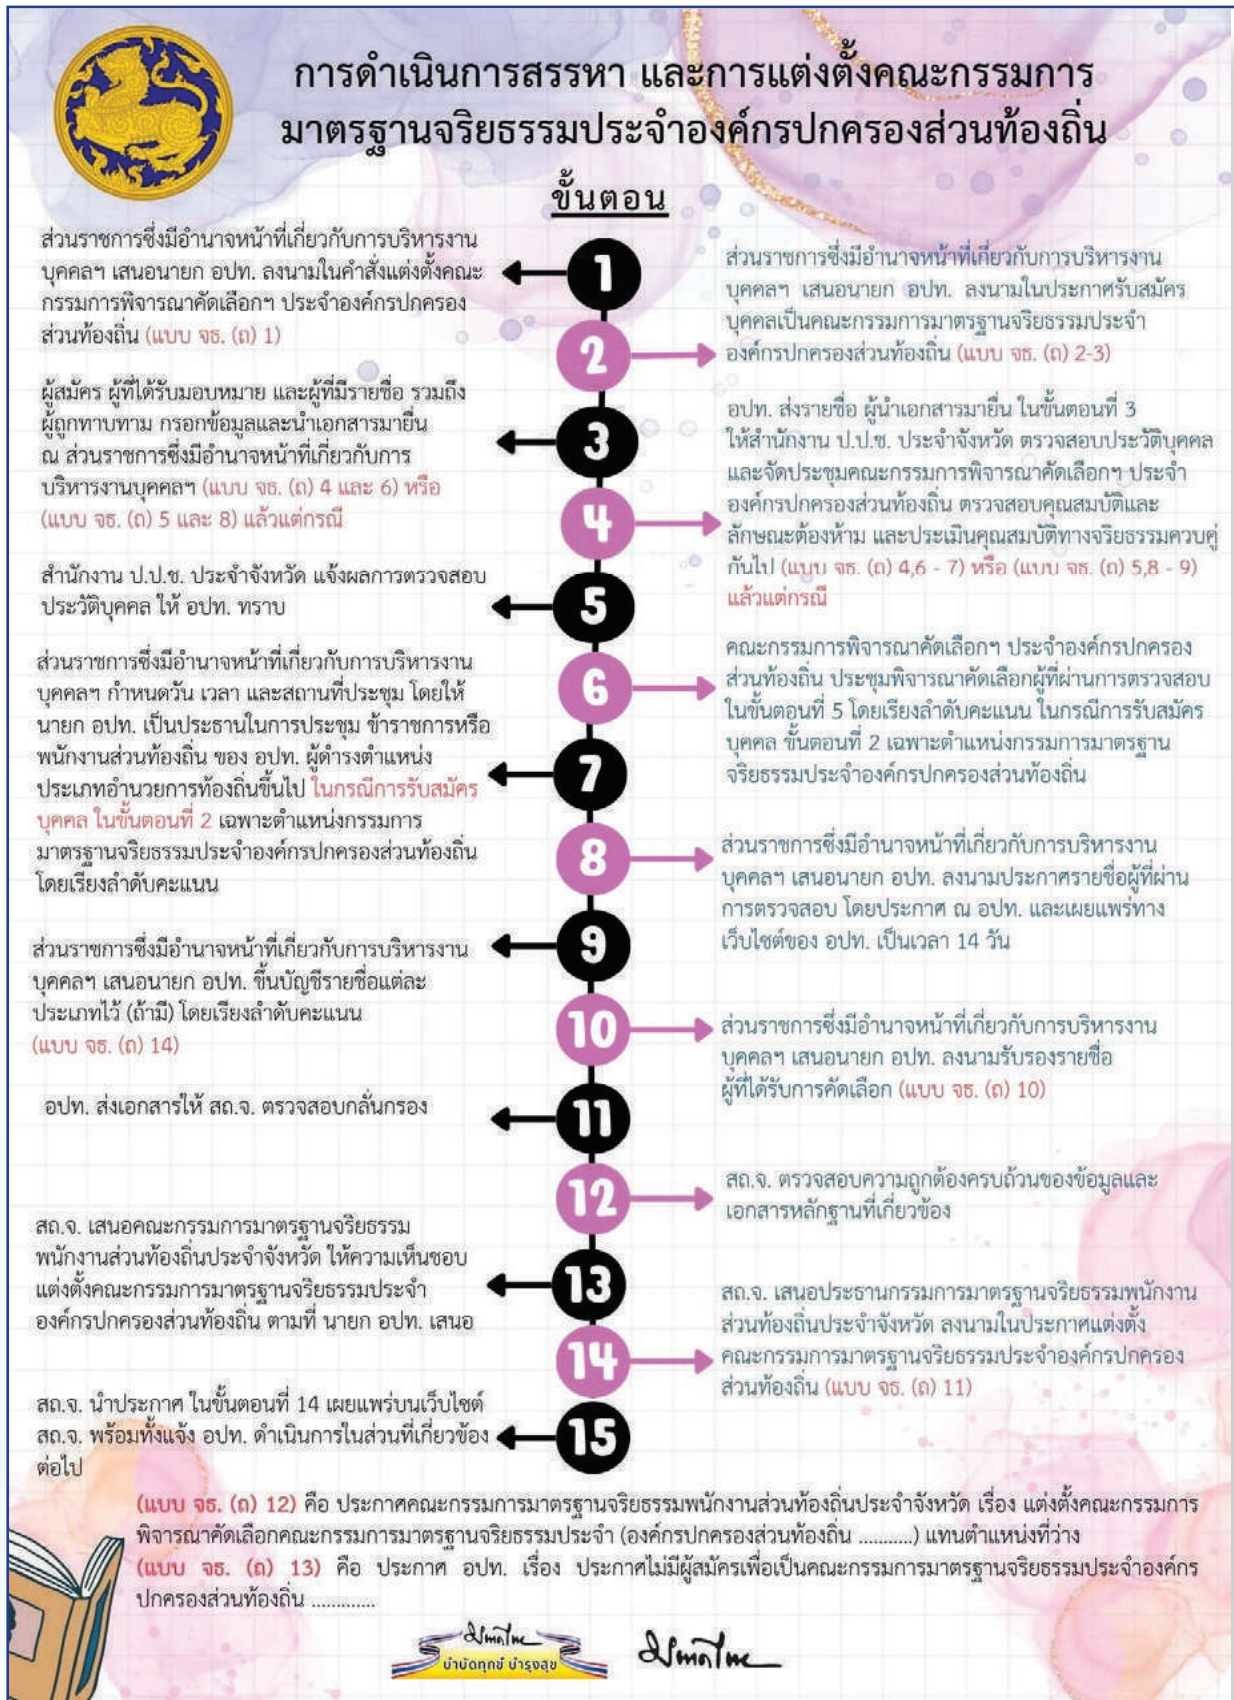 การดำเนินการสรรหา และการแต่งตั้งคณะกรรมการ
มาตรฐานจริยธรรมประจำองค์กรปกครองส่วนท้องถิ่น
ขั้นตอน
1
ส่วนราชการซึ่งมีอำนาจหน้าที่เกี่ยวกับการบริหารงาน
บุคคลฯ เสนอนายก อปท. ลงนามในคำสั่งแต่งตั้งคณะ
กรรมการพิจารณาคัดเลือกฯ ประจำองค์กรปกครอง
ส่วนท้องถิ่น (แบบ จธ. (ถ) 1)
2
ส่วนราชการซึ่งมีอำนาจหน้าที่เกี่ยวกับการบริหารงาน
บุคคลฯ เสนอนายก อปท. ลงนามในประกาศรับสมัคร
บุคคลเป็นคณะกรรมการมาตรฐานจริยธรรมประจำ
องค์กรปกครองส่วนท้องถิ่น (แบบ จธ. (ถ) 2-3)
3
ผู้สมัคร ผู้ที่ได้รับมอบหมาย และผู้ที่มีรายชื่อ รวมถึง
ผู้ถูกทาบทาม กรอกข้อมูลและนำเอกสารมายื่น
ณ ส่วนราชการซึ่งมีอำนาจหน้าที่เกี่ยวกับการ
บริหารงานบุคคลฯ (แบบ จธ. (ถ) 4 และ 6) หรือ
(แบบ จธ. (ถ) 5 และ 8) แล้วแต่กรณี
4
อปท. ส่งรายชื่อ ผู้นำเอกสารมายื่น ในขั้นตอนที่ 3
ให้สำนักงาน ป.ป.ช. ประจำจังหวัด ตรวจสอบประวัติบุคคล
และจัดประชุมคณะกรรมการพิจารณาคัดเลือกฯ ประจำ
องค์กรปกครองส่วนท้องถิ่น ตรวจสอบคุณสมบัติและ
ลักษณะต้องห้าม และประเมินคุณสมบัติทางจริยธรรมควบคู่
กันไป (แบบ จธ. (ถ) 4,6 - 7) หรือ (แบบ จธ. (ถ) 5,8 - 9)
แล้วแต่กรณี
5
สำนักงาน ป.ป.ช. ประจำจังหวัด แจ้งผลการตรวจสอบ
ประวัติบุคคล ให้ อปท. ทราบ
6
คณะกรรมการพิจารณาคัดเลือกฯ ประจำองค์กรปกครอง
ส่วนท้องถิ่น ประชุมพิจารณาคัดเลือกผู้ที่ผ่านการตรวจสอบ
ในขั้นตอนที่ 5 โดยเรียงลำดับคะแนน ในกรณีการรับสมัคร
บุคคล ขั้นตอนที่ 2 เฉพาะตำแหน่งกรรมการมาตรฐาน
จริยธรรมประจำองค์กรปกครองส่วนท้องถิ่น
7
ส่วนราชการซึ่งมีอำนาจหน้าที่เกี่ยวกับการบริหารงาน
บุคคลฯ กำหนดวัน เวลา และสถานที่ประชุม โดยให้
นายก อปท. เป็นประธานในการประชุม ข้าราชการหรือ
พนักงานส่วนท้องถิ่น ของ อปท. ผู้ดำรงตำแหน่ง
ประเภทอำนวยการท้องถิ่นขึ้นไป ในกรณีการรับสมัคร
บุคคล ในขั้นตอนที่ 2 เฉพาะตำแหน่งกรรมการ
มาตรฐานจริยธรรมประจำองค์กรปกครองส่วนท้องถิ่น
โดยเรียงลำดับคะแนน
8
ส่วนราชการซึ่งมีอำนาจหน้าที่เกี่ยวกับการบริหารงาน
บุคคลฯ เสนอนายก อปท. ลงนามประกาศรายชื่อผู้ที่ผ่าน
การตรวจสอบ โดยประกาศ ณ อปท. และเผยแพร่ทาง
เว็บไซต์ของ อปท. เป็นเวลา 14 วัน
9
ส่วนราชการซึ่งมีอำนาจหน้าที่เกี่ยวกับการบริหารงาน
บุคคลฯ เสนอนายก อปท. ขึ้นบัญชีรายชื่อแต่ละ
ประเภทไว้ (ถ้ามี) โดยเรียงลำดับคะแนน
(แบบ จธ. (ถ) 14)
10
ส่วนราชการซึ่งมีอำนาจหน้าที่เกี่ยวกับการบริหารงาน
บุคคลฯ เสนอนายก อปท. ลงนามรับรองรายชื่อ
ผู้ที่ได้รับการคัดเลือก (แบบ จธ. (ถ) 10)
11
อปท. ส่งเอกสารให้ สถ.จ. ตรวจสอบกลั่นกรอง
12
สถ.จ. ตรวจสอบความถูกต้องครบถ้วนของข้อมูลและ
เอกสารหลักฐานที่เกี่ยวข้อง
13
สถ.จ. เสนอคณะกรรมการมาตรฐานจริยธรรม
พนักงานส่วนท้องถิ่นประจำจังหวัด ให้ความเห็นชอบ
แต่งตั้งคณะกรรมการมาตรฐานจริยธรรมประจำ
องค์กรปกครองส่วนท้องถิ่น ตามที่ นายก อปท. เสนอ
14
สถ.จ. เสนอประธานกรรมการมาตรฐานจริยธรรมพนักงาน
ส่วนท้องถิ่นประจำจังหวัด ลงนามในประกาศแต่งตั้ง
คณะกรรมการมาตรฐานจริยธรรมประจำองค์กรปกครอง
ส่วนท้องถิ่น (แบบ จธ. (ถ) 11)
15
สถ.จ. นำประกาศ ในขั้นตอนที่ 14 เผยแพร่บนเว็บไซต์
สถ.จ. พร้อมทั้งแจ้ง อปท. ดำเนินการในส่วนที่เกี่ยวข้อง
ต่อไป
(แบบ จธ. (ถ) 12) คือ ประกาศคณะกรรมการมาตรฐานจริยธรรมพนักงานส่วนท้องถิ่นประจำจังหวัด เรื่อง แต่งตั้งคณะกรรมการ
พิจารณาคัดเลือกคณะกรรมการมาตรฐานจริยธรรมประจำ (องค์กรปกครองส่วนท้องถิ่น ...........) แทนตำแหน่งที่ว่าง
(แบบ จธ. (ถ) 13) คือ ประกาศ อปท. เรื่อง ประกาศไม่มีผู้สมัครเพื่อเป็นคณะกรรมการมาตรฐานจริยธรรมประจำองค์กร
ปกครองส่วนท้องถิ่น .............
บำบัดทุกข์ บำรุงสุข